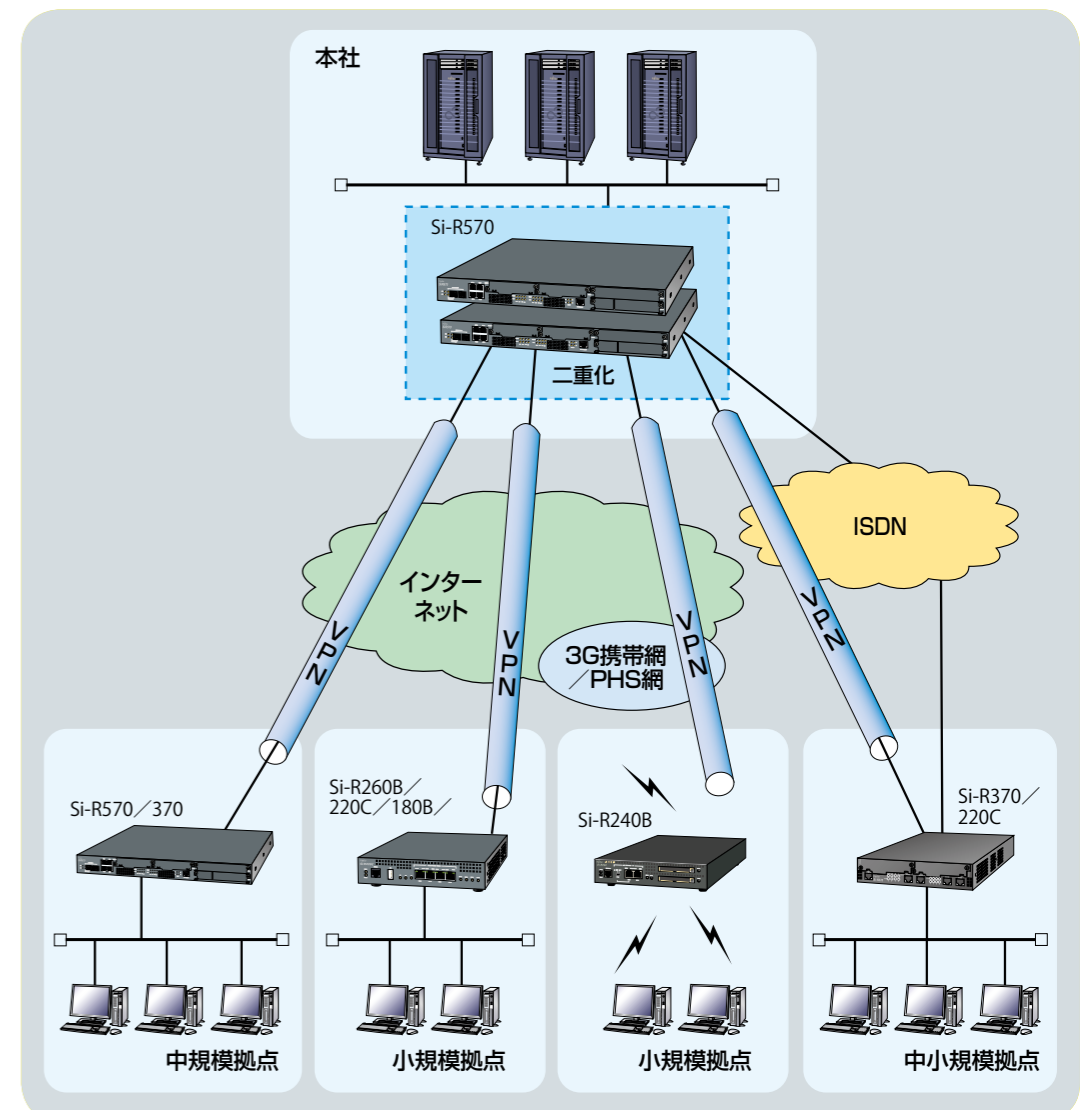 本社
Si-R570
二重化
ISDN
インター
ネット
3G携帯網
／PHS網
VPN
VPN
VPN
VPN
Si-R570／370
Si-R260B／
220C／180B／
Si-R240B
Si-R370／
220C
中規模拠点
小規模拠点
小規模拠点
中小規模拠点